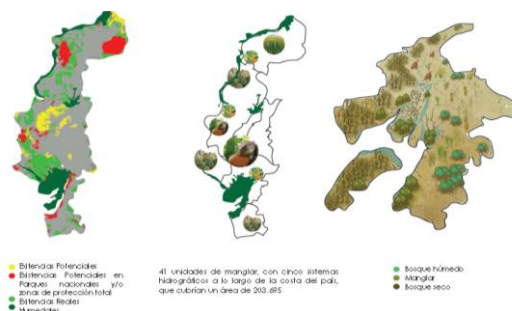 Existencias Potenciales
Existencias Potenciales en
Parques nacionales y/o
zonas de protección total
Existencias Reales
Humedales
41 unidades de manglar, con cinco sistemas
hidrográficos a lo largo de la costa del país,
que cubrían un área de 203.695
Bosque húmedo
Manglar
Bosque seco